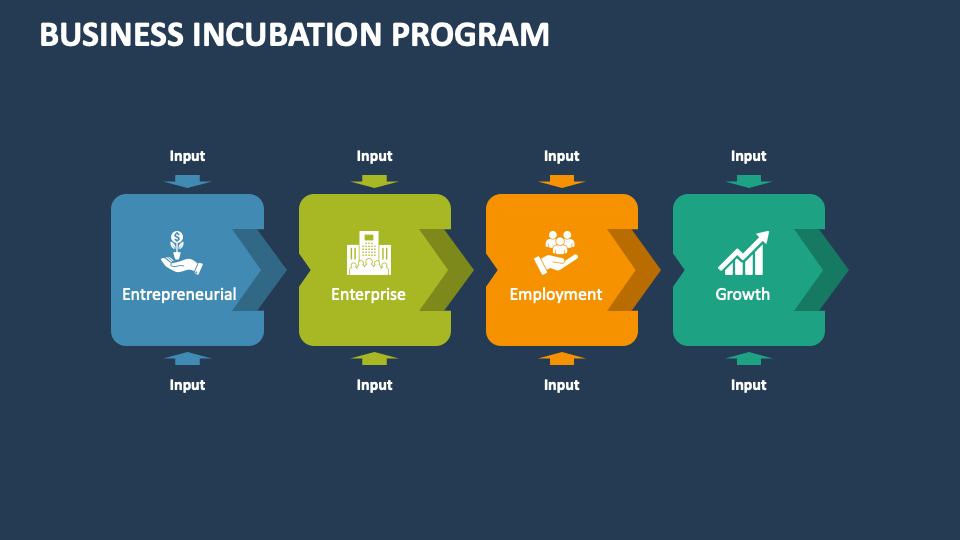 BUSINESS INCUBATION PROGRAM
Input Input Input Input
$
Entrepreneurial Enterprise Employment Growth
Input Input Input Input